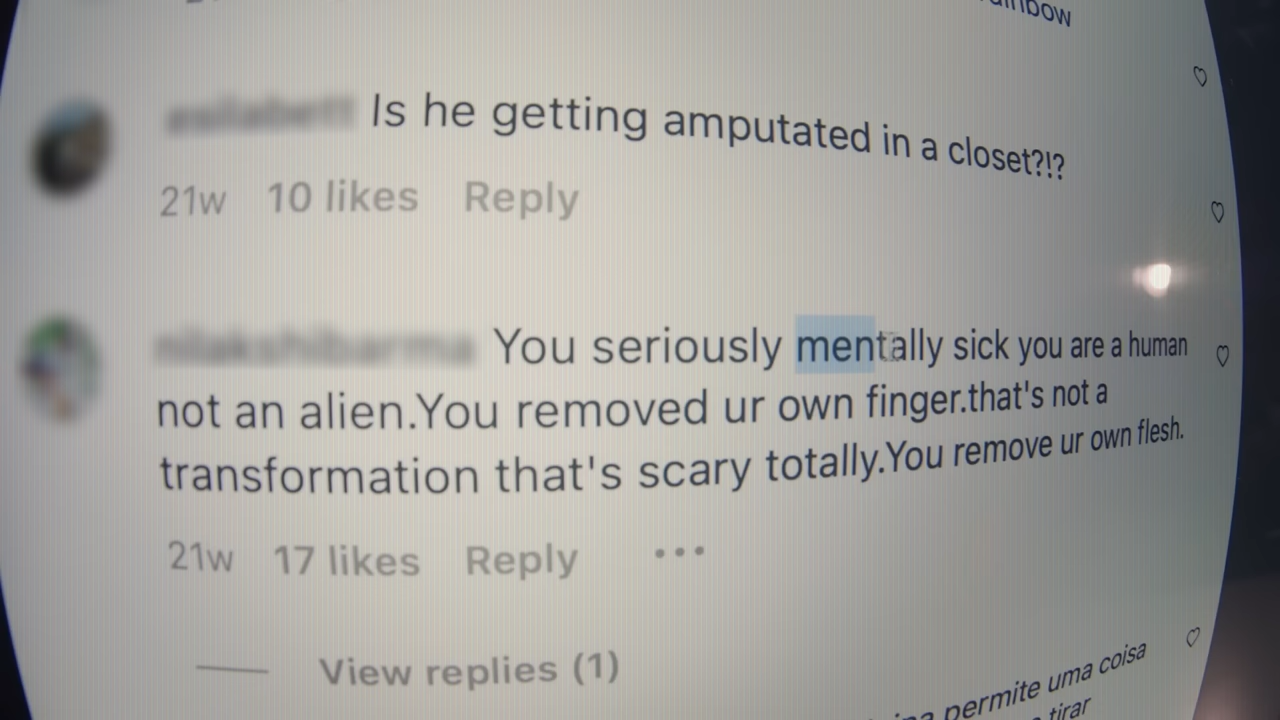 Is he getting amputated in a closet?!?
21w 10 likes Reply
You seriously mentally sick you are a human
not an alien.You removed ur own finger.that's not a
transformation that's scary totally.You remove ur own flesh.
21w 17 likes Reply
View replies (1)
permite uma coisa
tirar